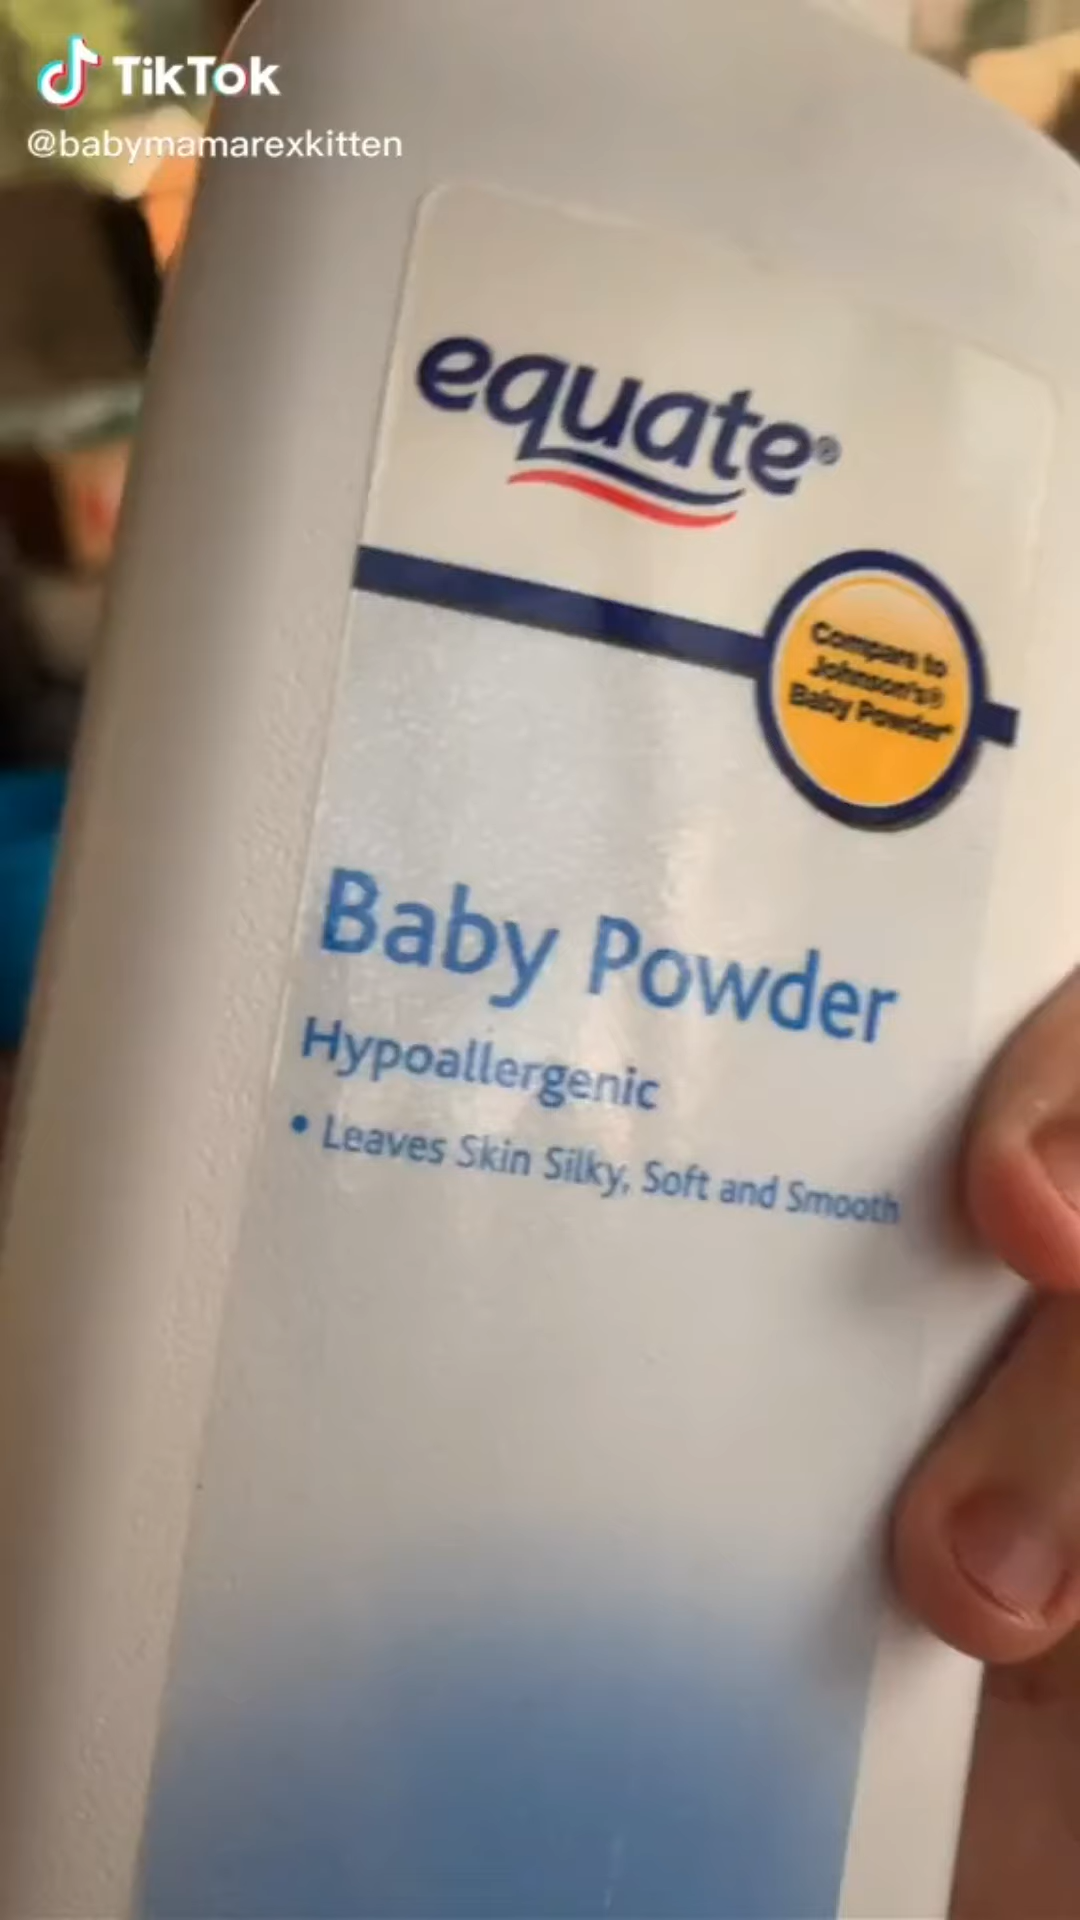 TikTok
@babymamarexkitten
equate®
Compare to
Johnson's®
Baby Powder*
Baby Powder
Hypoallergenic
• Leaves Skin Silky, Soft and Smooth